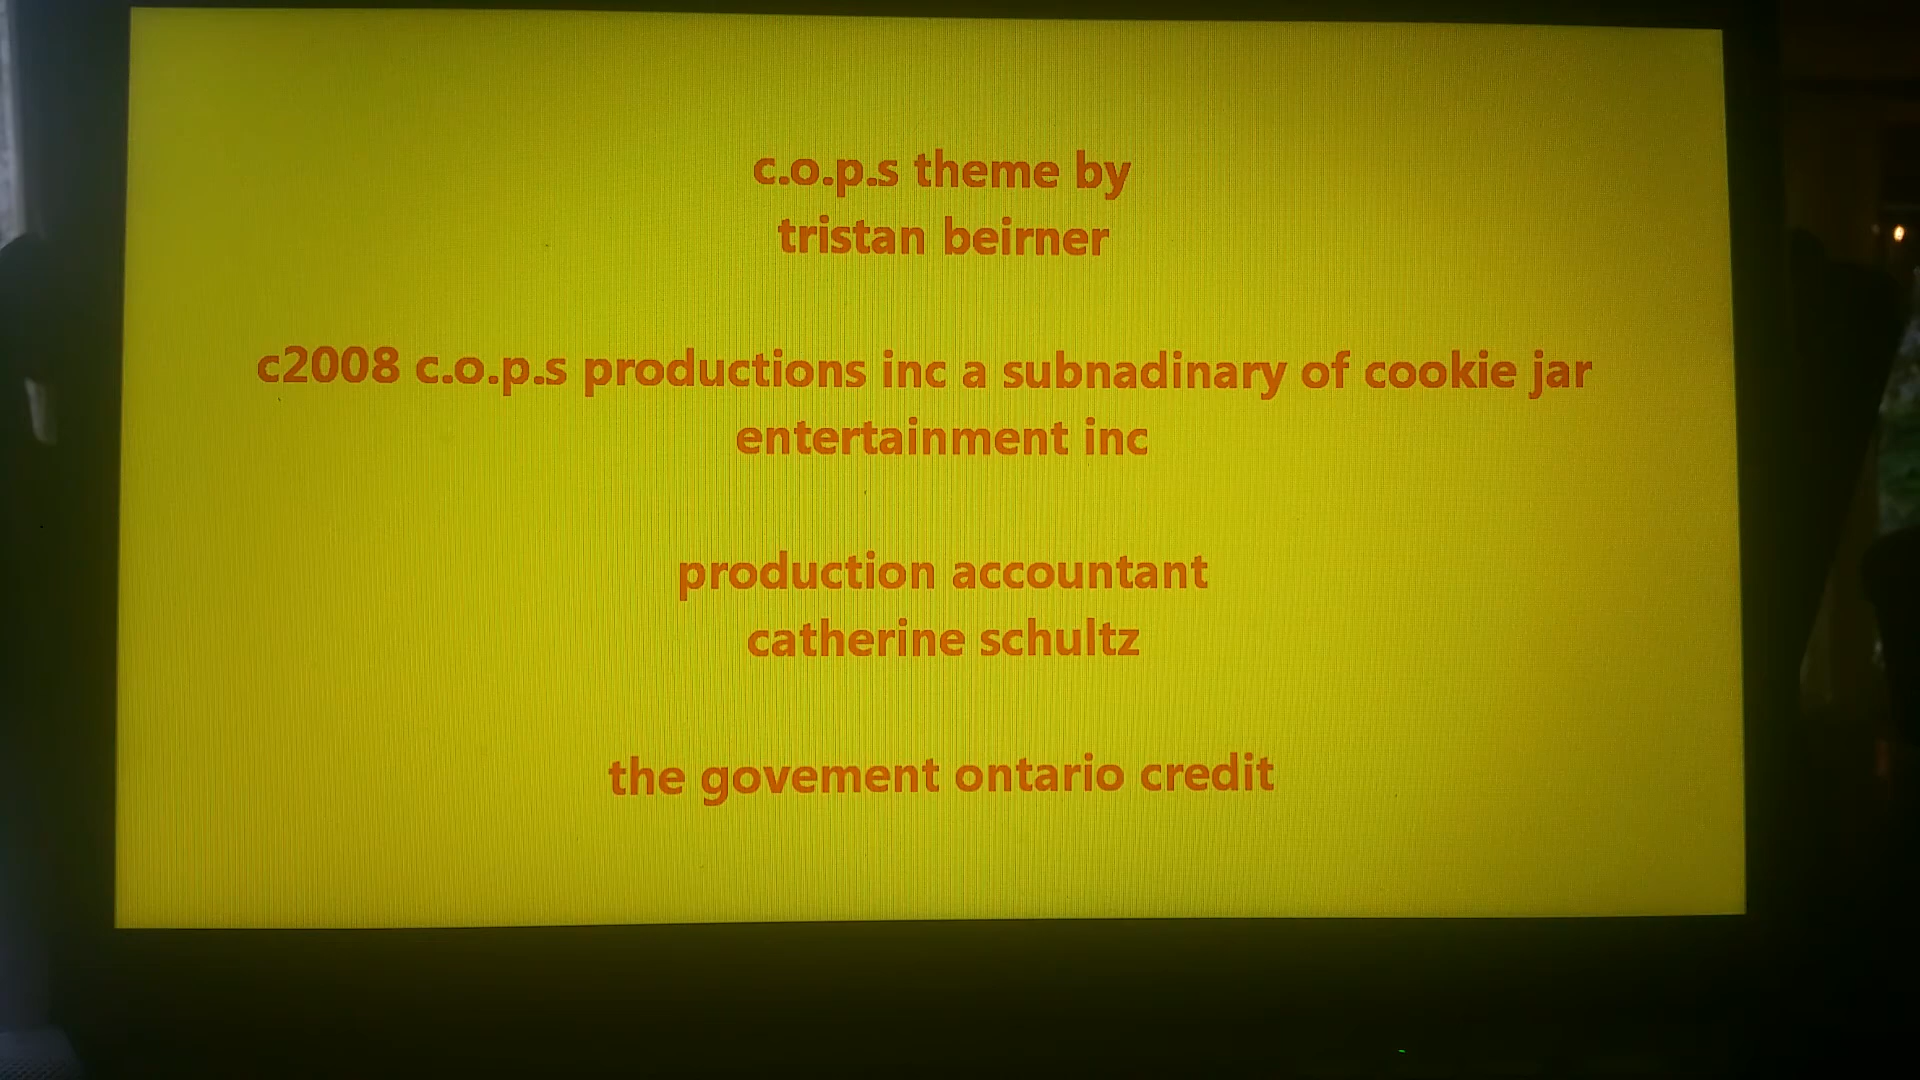 c.o.p.s theme by
tristan beirner
c2008 c.o.p.s productions inc a subnadinary of cookie jar
entertainment inc
production accountant
catherine schultz
the govement ontario credit